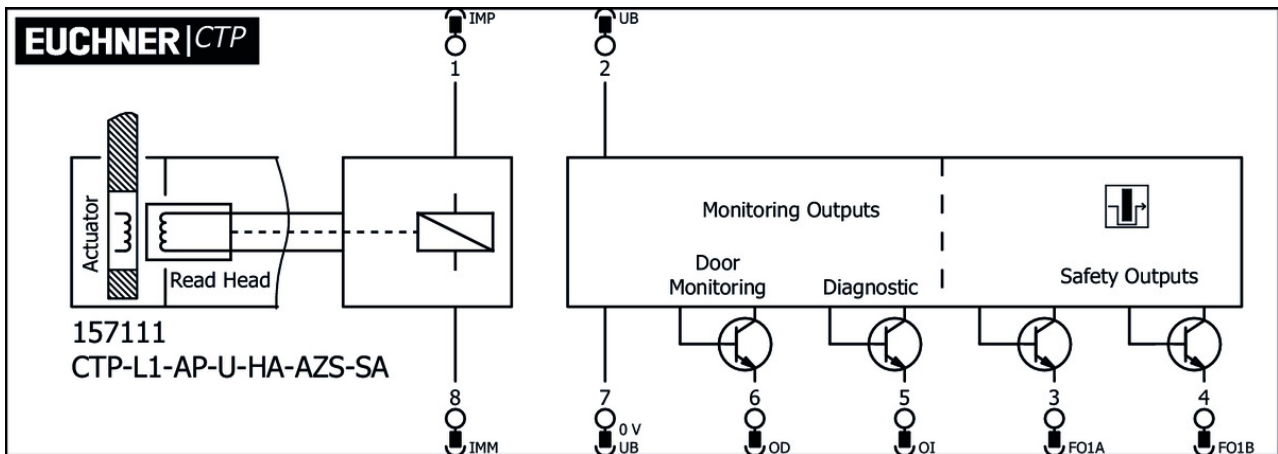 EUCHNER|CTP
IMP
UB
1
2
Actuator
Read Head
Monitoring Outputs
Door
Monitoring
Diagnostic
Safety Outputs
157111
CTP-L1-AP-U-HA-AZS-SA
8
7
6
5
3
4
IMM
0 V
UB
OD
OI
FO1A
FO1B